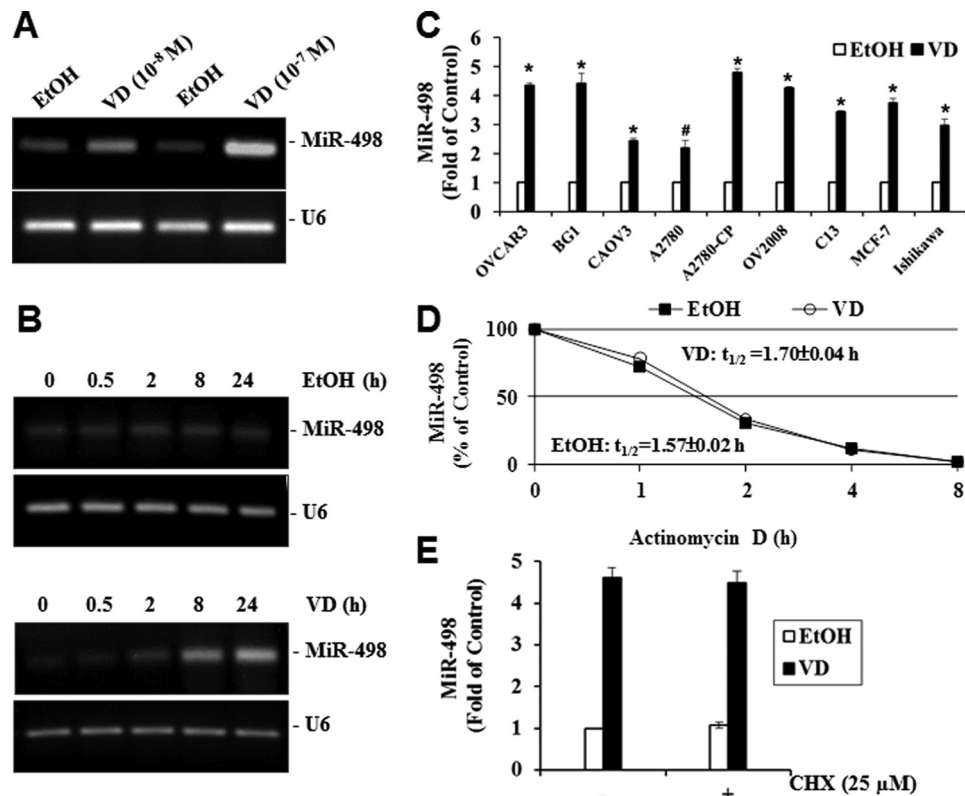 A
EtOH
VD (10-8 M)
EtOH
VD (10-7 M)
- MiR-498
- U6
B
0 0.5 2 8 24 EtOH (h)
- MiR-498
- U6
0 0.5 2 8 24 VD (h)
- MiR-498
- U6
C
MiR-498
(Fold of Control)
6
5
4
3
2
1
0
EtOH VD
* * * # * * * * *
OVCAR3
BG1
CAOV3
A2780
A2780-CP
OV2008
C13
MCF-7
Ishikawa
D
EtOH VD
MiR-498
(% of Control)
100
50
0
VD: t1/2 =1.70±0.04 h
EtOH: t1/2=1.57±0.02 h
0 1 2 4 8
Actinomycin D (h)
E
MiR-498
(Fold of Control)
5
4
3
2
1
0
EtOH
VD
- + CHX (25 µM)